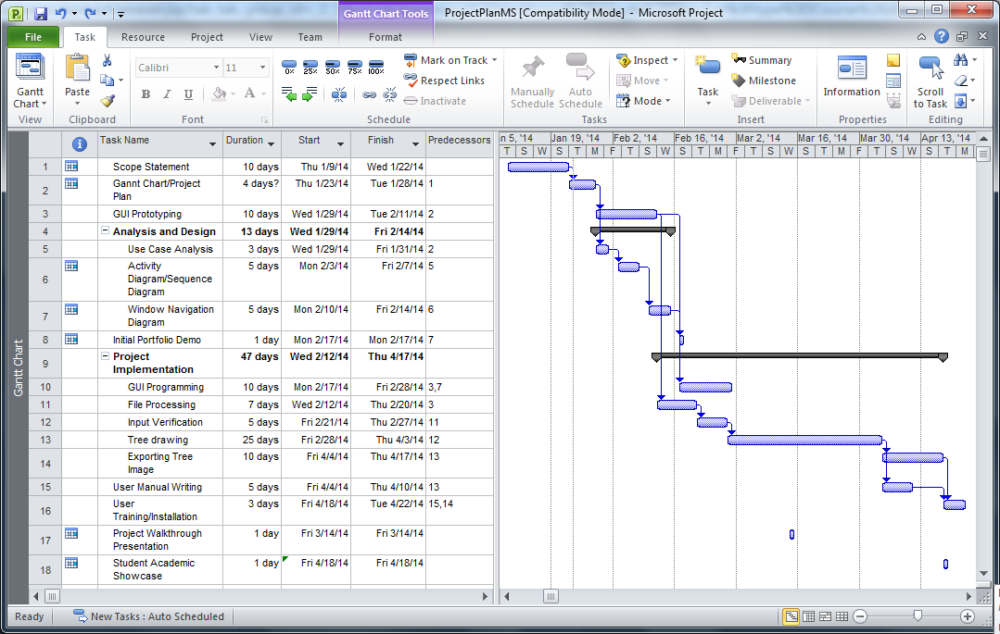 Gantt Chart Tools
ProjectPlanMS [Compatibility Mode] - Microsoft Project
File Task Resource Project View Team Format
Gantt Chart
View
Paste
Clipboard
Calibri 11
B I U A
Font
0% 25% 50% 75% 100%
Mark on Track
Respect Links
Inactivate
Schedule
Manually Schedule
Auto Schedule
Inspect
Move
Mode
Tasks
Task
Summary
Milestone
Deliverable
Insert
Information
Properties
Scroll to Task
Editing
Task Name Duration Start Finish Predecessors
n 5, '14 Jan 19, '14 Feb 2, '14 Feb 16, '14 Mar 2, '14 Mar 16, '14 Mar 30, '14 Apr 13, '14
T S W S T M F T S W S T M F T S W S T M F T S W S T M
1 Scope Statement 10 days Thu 1/9/14 Wed 1/22/14
2 Gannt Chart/Project 4 days? Thu 1/23/14 Tue 1/28/14 1
Plan
3 GUI Prototyping 10 days Wed 1/29/14 Tue 2/11/14 2
4 Analysis and Design 13 days Wed 1/29/14 Fri 2/14/14
5 Use Case Analysis 3 days Wed 1/29/14 Fri 1/31/14 2
6 Activity 5 days Mon 2/3/14 Fri 2/7/14 5
Diagram/Sequence
Diagram
7 Window Navigation 5 days Mon 2/10/14 Fri 2/14/14 6
Diagram
8 Initial Portfolio Demo 1 day Mon 2/17/14 Mon 2/17/14 7
9 Project 47 days Wed 2/12/14 Thu 4/17/14
Implementation
10 GUI Programming 10 days Mon 2/17/14 Fri 2/28/14 3,7
11 File Processing 7 days Wed 2/12/14 Thu 2/20/14 3
12 Input Verification 5 days Fri 2/21/14 Thu 2/27/14 11
13 Tree drawing 25 days Fri 2/28/14 Thu 4/3/14 12
14 Exporting Tree 10 days Fri 4/4/14 Thu 4/17/14 13
Image
15 User Manual Writing 5 days Fri 4/4/14 Thu 4/10/14 13
16 User 3 days Fri 4/18/14 Tue 4/22/14 15,14
Training/Installation
17 Project Walkthrough 1 day Fri 3/14/14 Fri 3/14/14
Presentation
18 Student Academic 1 day Fri 4/18/14 Fri 4/18/14
Showcase
Gantt Chart
Ready New Tasks : Auto Scheduled